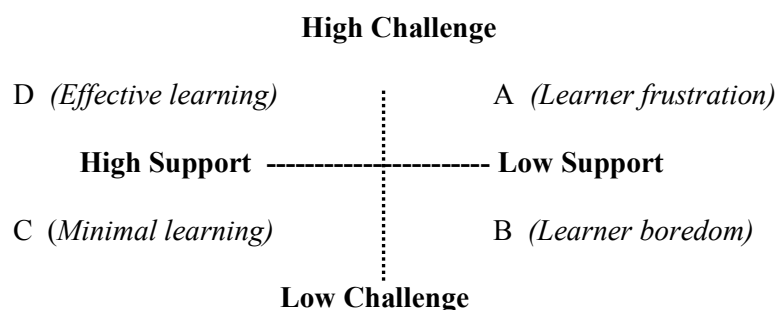 High Challenge
D (Effective learning) A (Learner frustration)
High Support Low Support
C (Minimal learning) B (Learner boredom)
Low Challenge